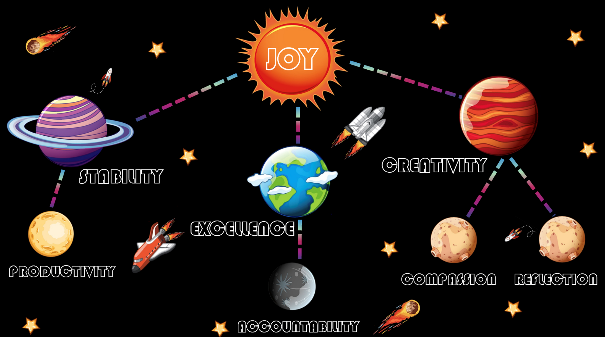 JOY
STABILITY
CREATIVITY
EXCELLENCE
PRODUCTIVITY
COMPASSION
REFLECTION
ACCOUNTABILITY